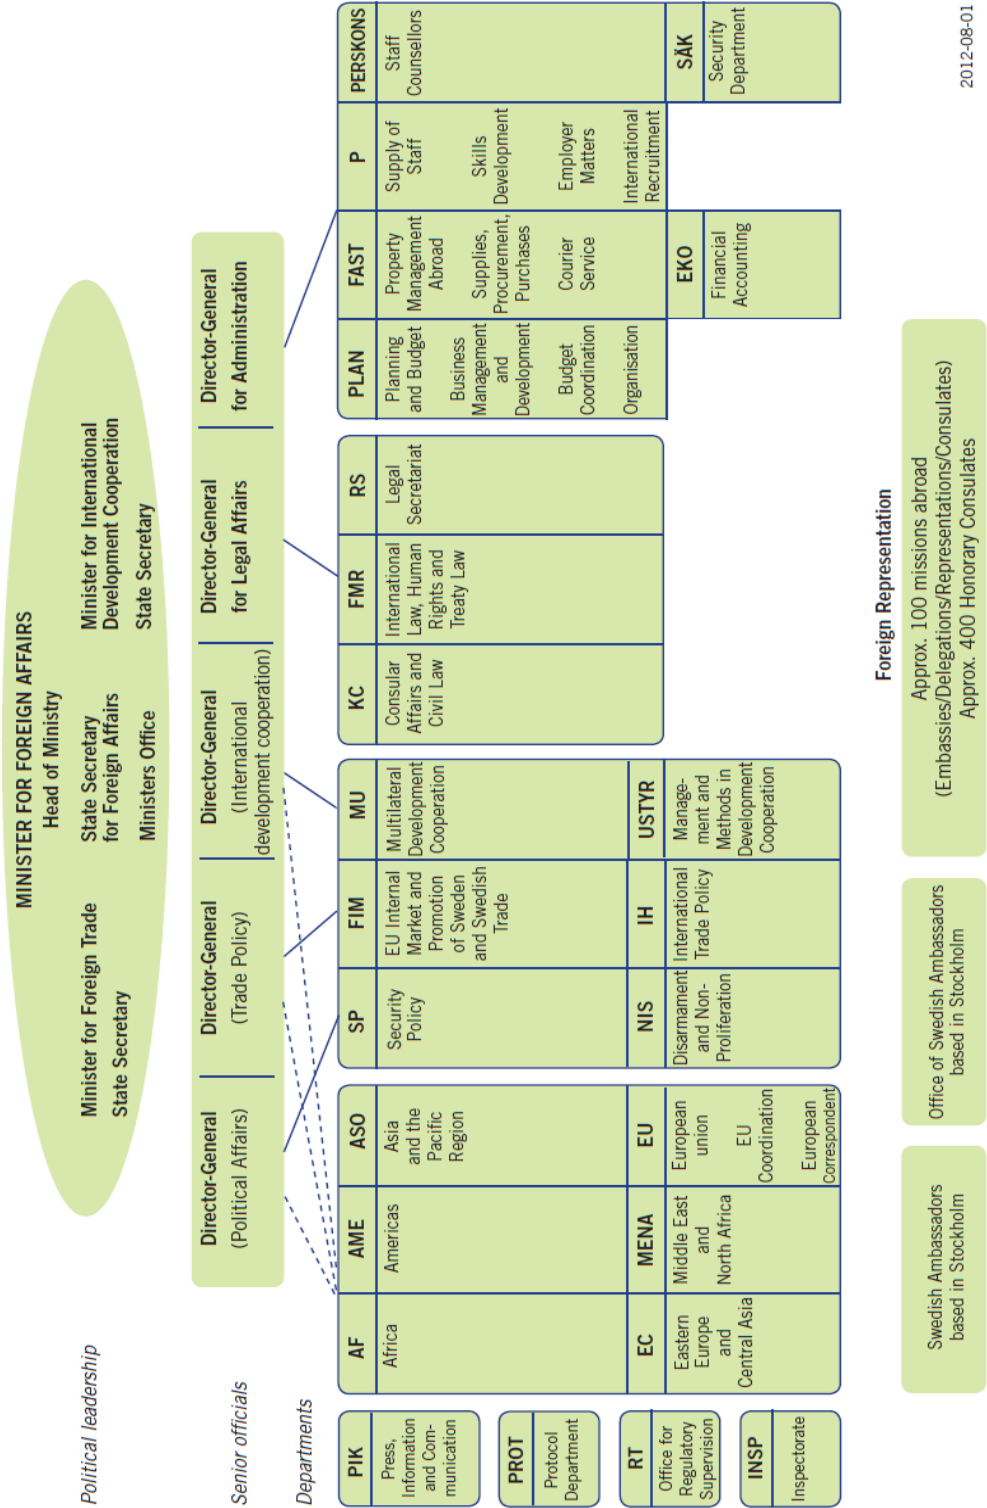 MINISTER FOR FOREIGN AFFAIRS
Head of Ministry
Political leadership
Minister for Foreign Trade
State Secretary
State Secretary
for Foreign Affairs
Ministers Office
Minister for International
Development Cooperation
State Secretary
Senior officials
Director-General
(Political Affairs)
Director-General
(Trade Policy)
Director-General
(International
development cooperation)
Director-General
for Legal Affairs
Director-General
for Administration
Departments
PIK
Press,
Information
and Com-
munication
PROT
Protocol
Department
RT
Office for
Regulatory
Supervision
INSP
Inspectorate
AF
Africa
AME
Americas
ASO
Asia
and the
Pacific
Region
EC
Eastern
Europe
and
Central Asia
MENA
Middle East
and
North Africa
EU
European
union
EU
Coordination
European
Correspondent
SP
Security
Policy
FIM
EU Internal
Market and
Promotion
of Sweden
and Swedish
Trade
MU
Multilateral
Development
Cooperation
NIS
Disarmament
and Non-
Proliferation
IH
International
Trade Policy
USTYR
Manage-
ment and
Methods in
Development
Cooperation
KC
Consular
Affairs and
Civil Law
FMR
International
Law, Human
Rights and
Treaty Law
RS
Legal
Secretariat
PLAN
Planning
and Budget
Business
Management
and
Development
Budget
Coordination
Organisation
FAST
Property
Management
Abroad
Supplies,
Procurement,
Purchases
Courier
Service
P
Supply of
Staff
Skills
Development
Employer
Matters
International
Recruitment
PERSKONS
Staff
Counsellors
EKO
Financial
Accounting
SÄK
Security
Department
Swedish Ambassadors
based in Stockholm
Office of Swedish Ambassadors
based in Stockholm
Foreign Representation
Approx. 100 missions abroad
(Embassies/Delegations/Representations/Consulates)
Approx. 400 Honorary Consulates
2012-08-01